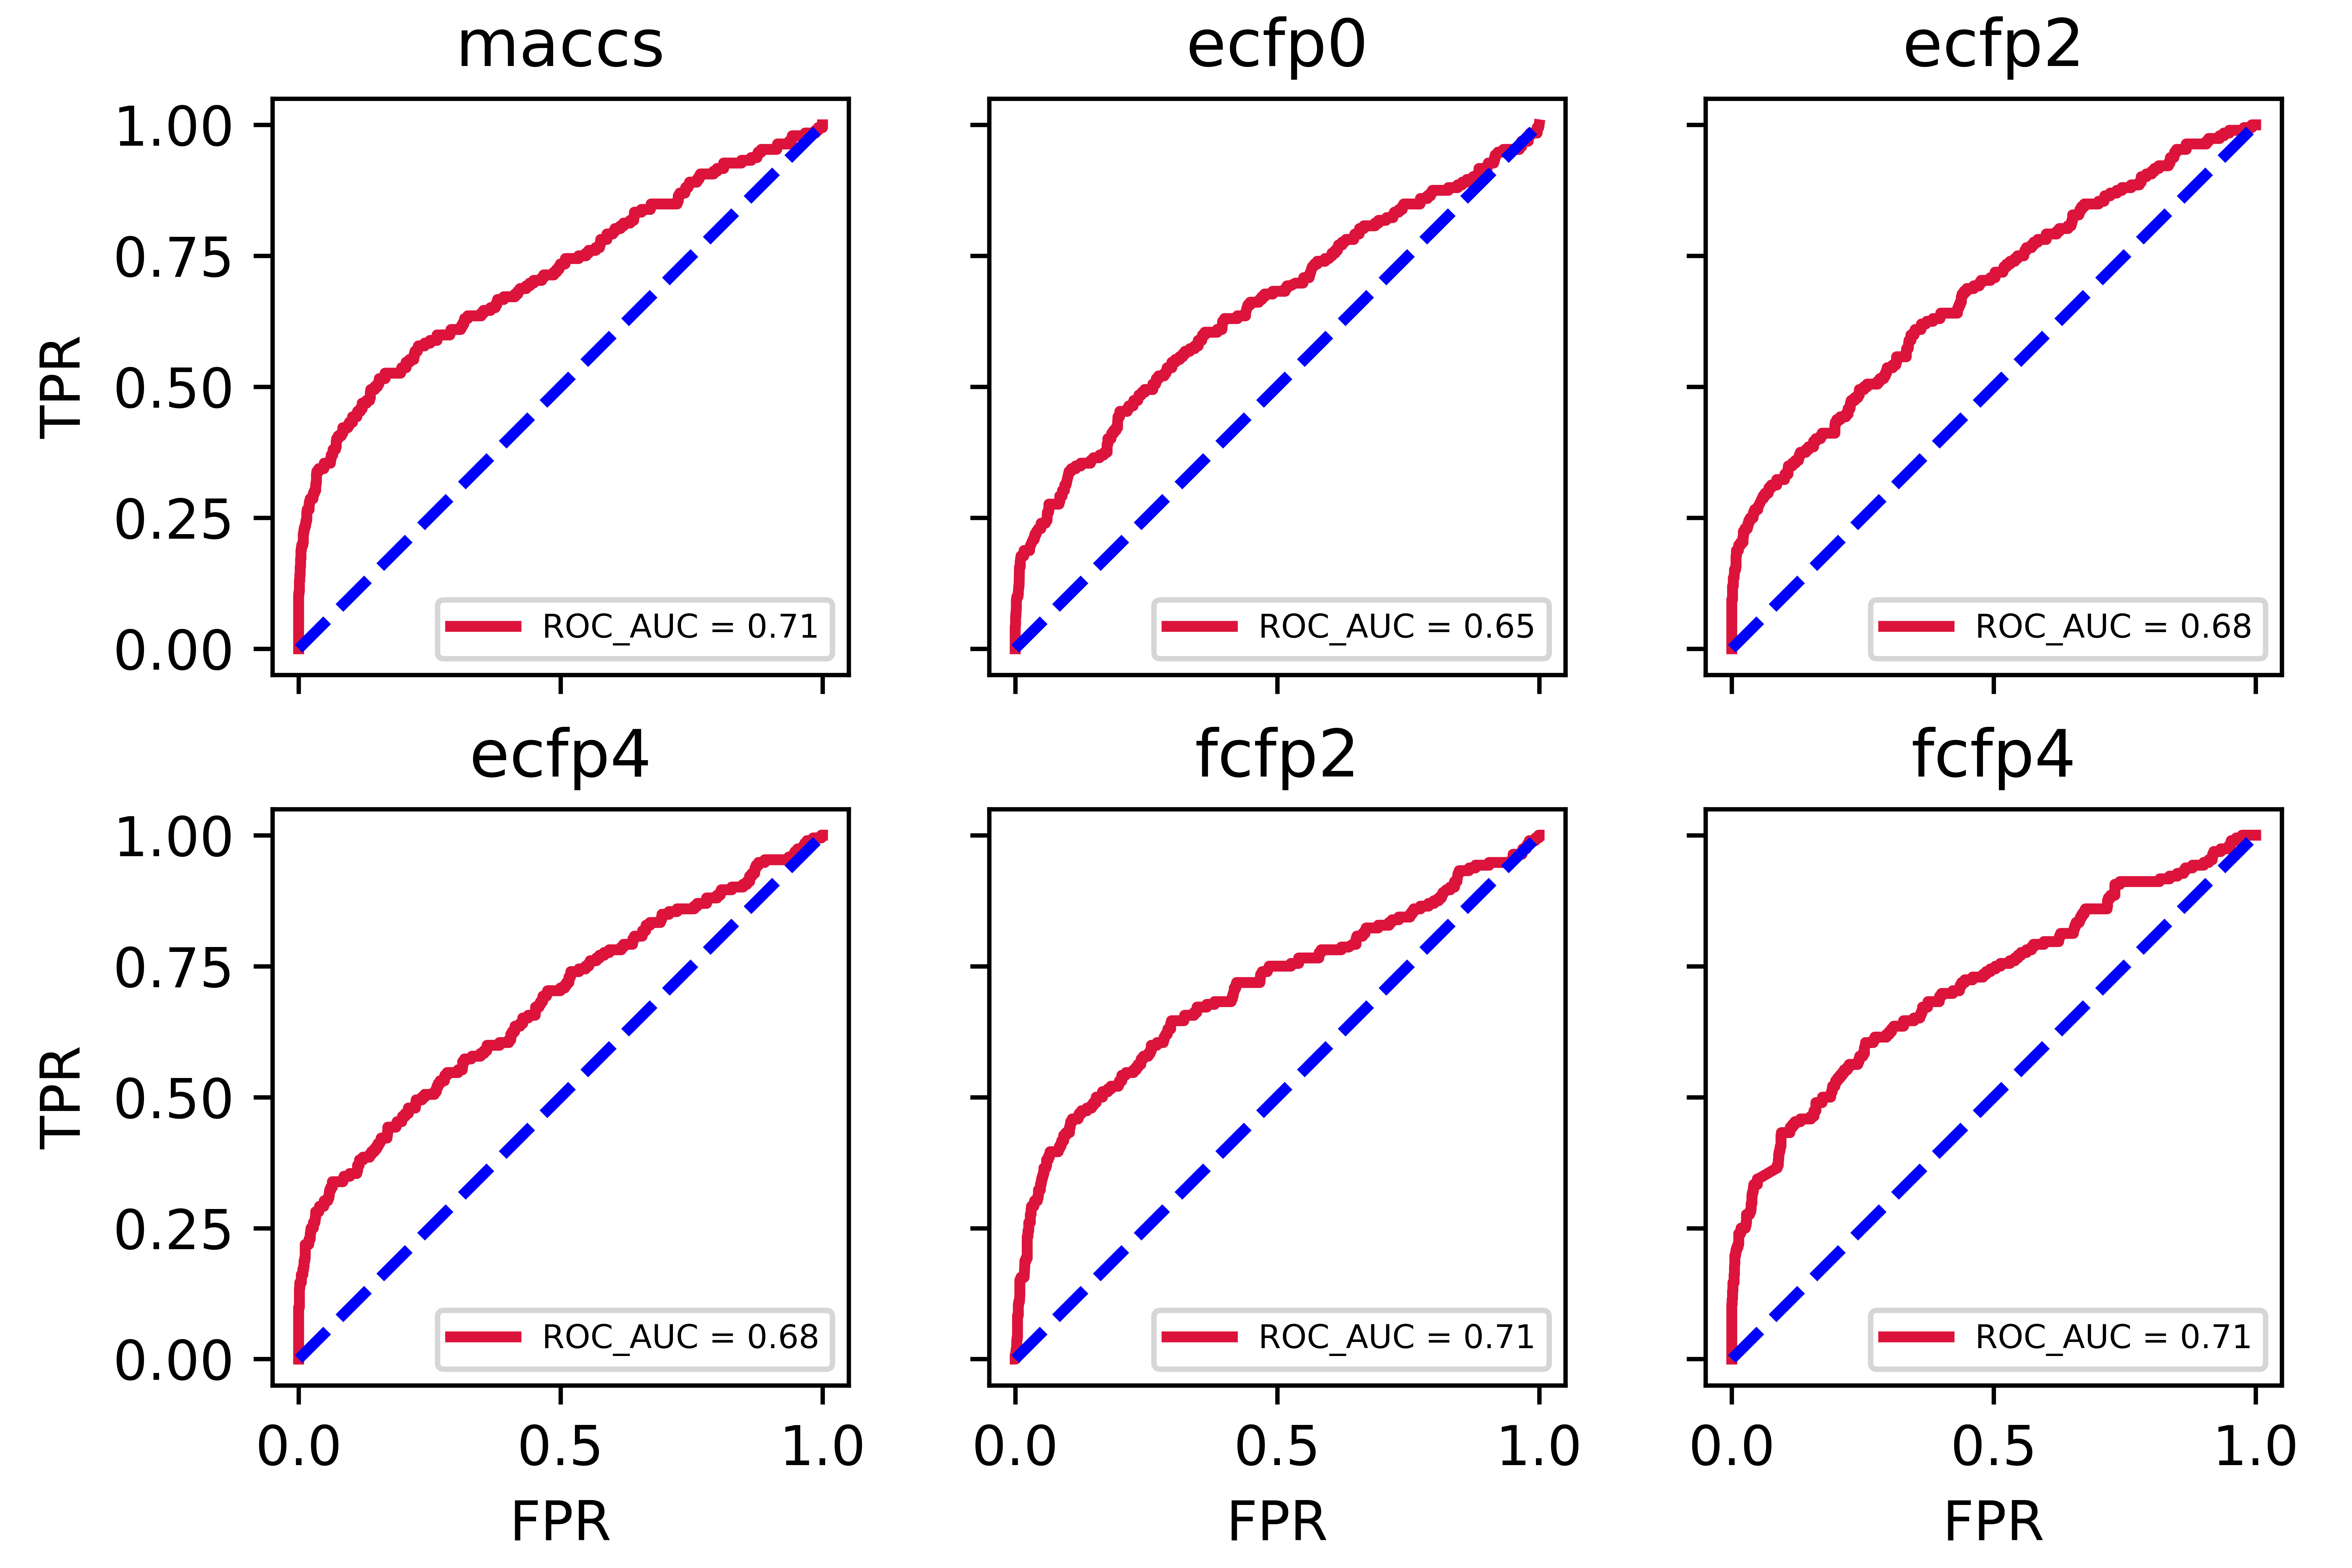 maccs
ecfp0
ecfp2
1.00
0.75
0.50
0.25
0.00
TPR
ROC_AUC = 0.71
ROC_AUC = 0.65
ROC_AUC = 0.68
ecfp4
fcfp2
fcfp4
1.00
0.75
0.50
0.25
0.00
TPR
ROC_AUC = 0.68
ROC_AUC = 0.71
ROC_AUC = 0.71
0.0 0.5 1.0
0.0 0.5 1.0
0.0 0.5 1.0
FPR
FPR
FPR